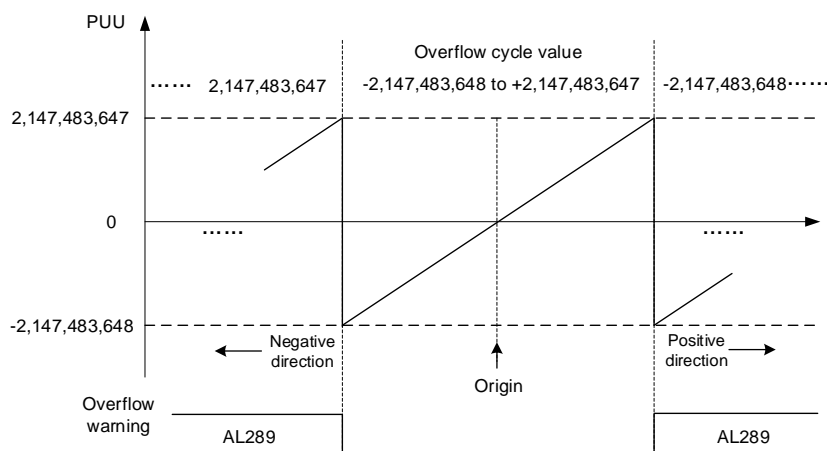 PUU
Overflow cycle value
…… 2,147,483,647
-2,147,483,648 to +2,147,483,647
-2,147,483,648 ……
2,147,483,647
0
……
……
-2,147,483,648
Negative
direction
Positive
direction
Origin
Overflow
warning
AL289
AL289